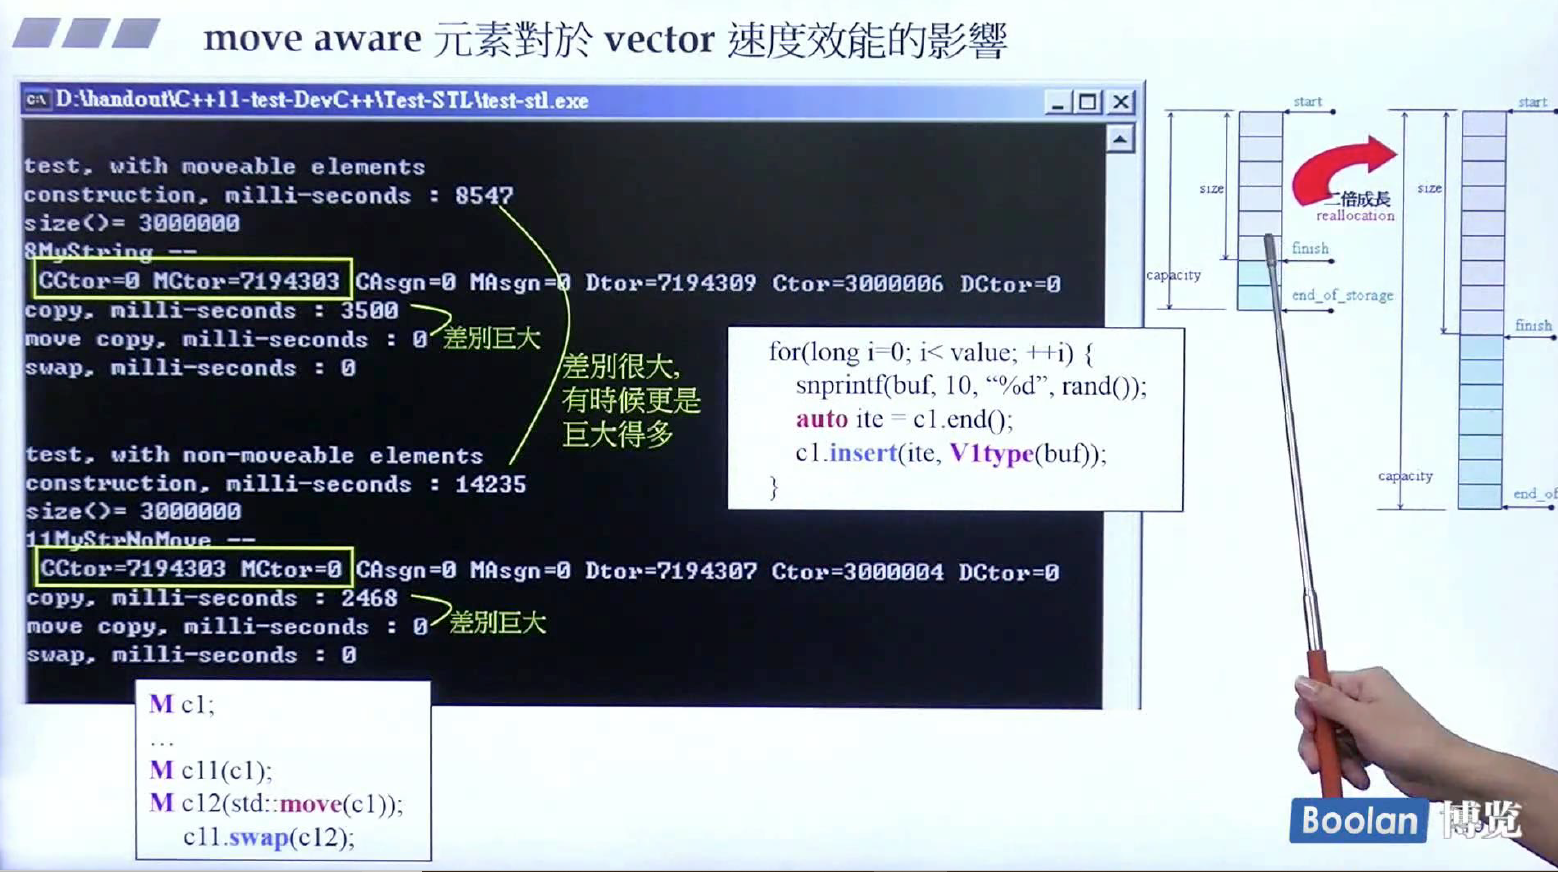 move aware 元素對於 vector 速度效能的影響
D:\handout\C++11-test-DevC++\Test-STL\test-stl.exe
test, with moveable elements
construction, milli-seconds : 8547
size()= 3000000
8MyString --
CCtor=0 MCtor=7194303 CAsgn=0 MAsgn=0 Dtor=7194309 Ctor=3000006 DCtor=0
copy, milli-seconds : 3500
move copy, milli-seconds : 0
差別巨大
swap, milli-seconds : 0
差別很大,
有時候更是
巨大得多
test, with non-moveable elements
construction, milli-seconds : 14235
size()= 3000000
11MyStrNoMove --
CCtor=7194303 MCtor=0 CAsgn=0 MAsgn=0 Dtor=7194307 Ctor=3000004 DCtor=0
copy, milli-seconds : 2468
move copy, milli-seconds : 0
差別巨大
swap, milli-seconds : 0
for(long i=0; i< value; ++i) {
snprintf(buf, 10, “%d”, rand());
auto ite = c1.end();
c1.insert(ite, V1type(buf));
}
M c1;
...
M c11(c1);
M c12(std::move(c1));
c11.swap(c12);
start
size
finish
capacity
end_of_storage
二倍成長
reallocation
start
size
finish
capacity
end_of
Boolan 博览